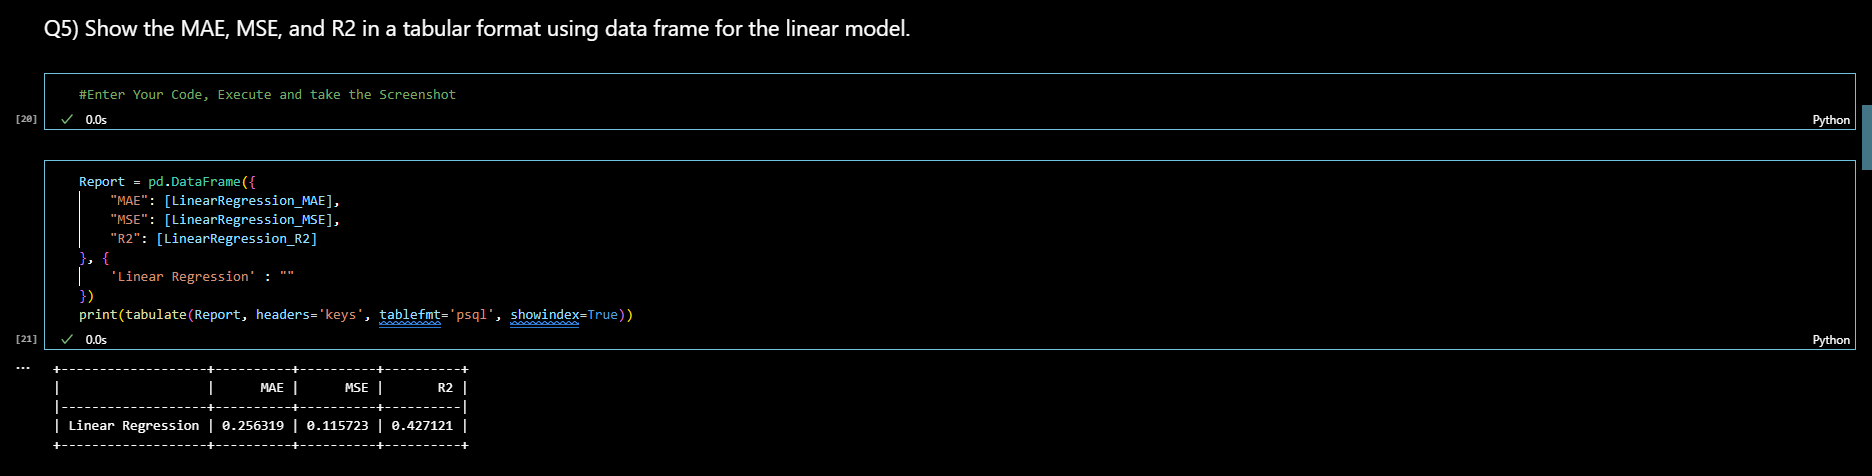 Q5) Show the MAE, MSE, and R2 in a tabular format using data frame for the linear model.
#Enter Your Code, Execute and take the Screenshot
[20] ✓ 0.0s Python
Report = pd.DataFrame({
    "MAE": [LinearRegression_MAE],
    "MSE": [LinearRegression_MSE],
    "R2": [LinearRegression_R2]
}, {
    'Linear Regression' : ""
})
print(tabulate(Report, headers='keys', tablefmt='psql', showindex=True))
[21] ✓ 0.0s Python
... +-------------------+----------+----------+----------+
|                   |      MAE |      MSE |       R2 |
|-------------------+----------+----------+----------|
| Linear Regression | 0.256319 | 0.115723 | 0.427121 |
+-------------------+----------+----------+----------+